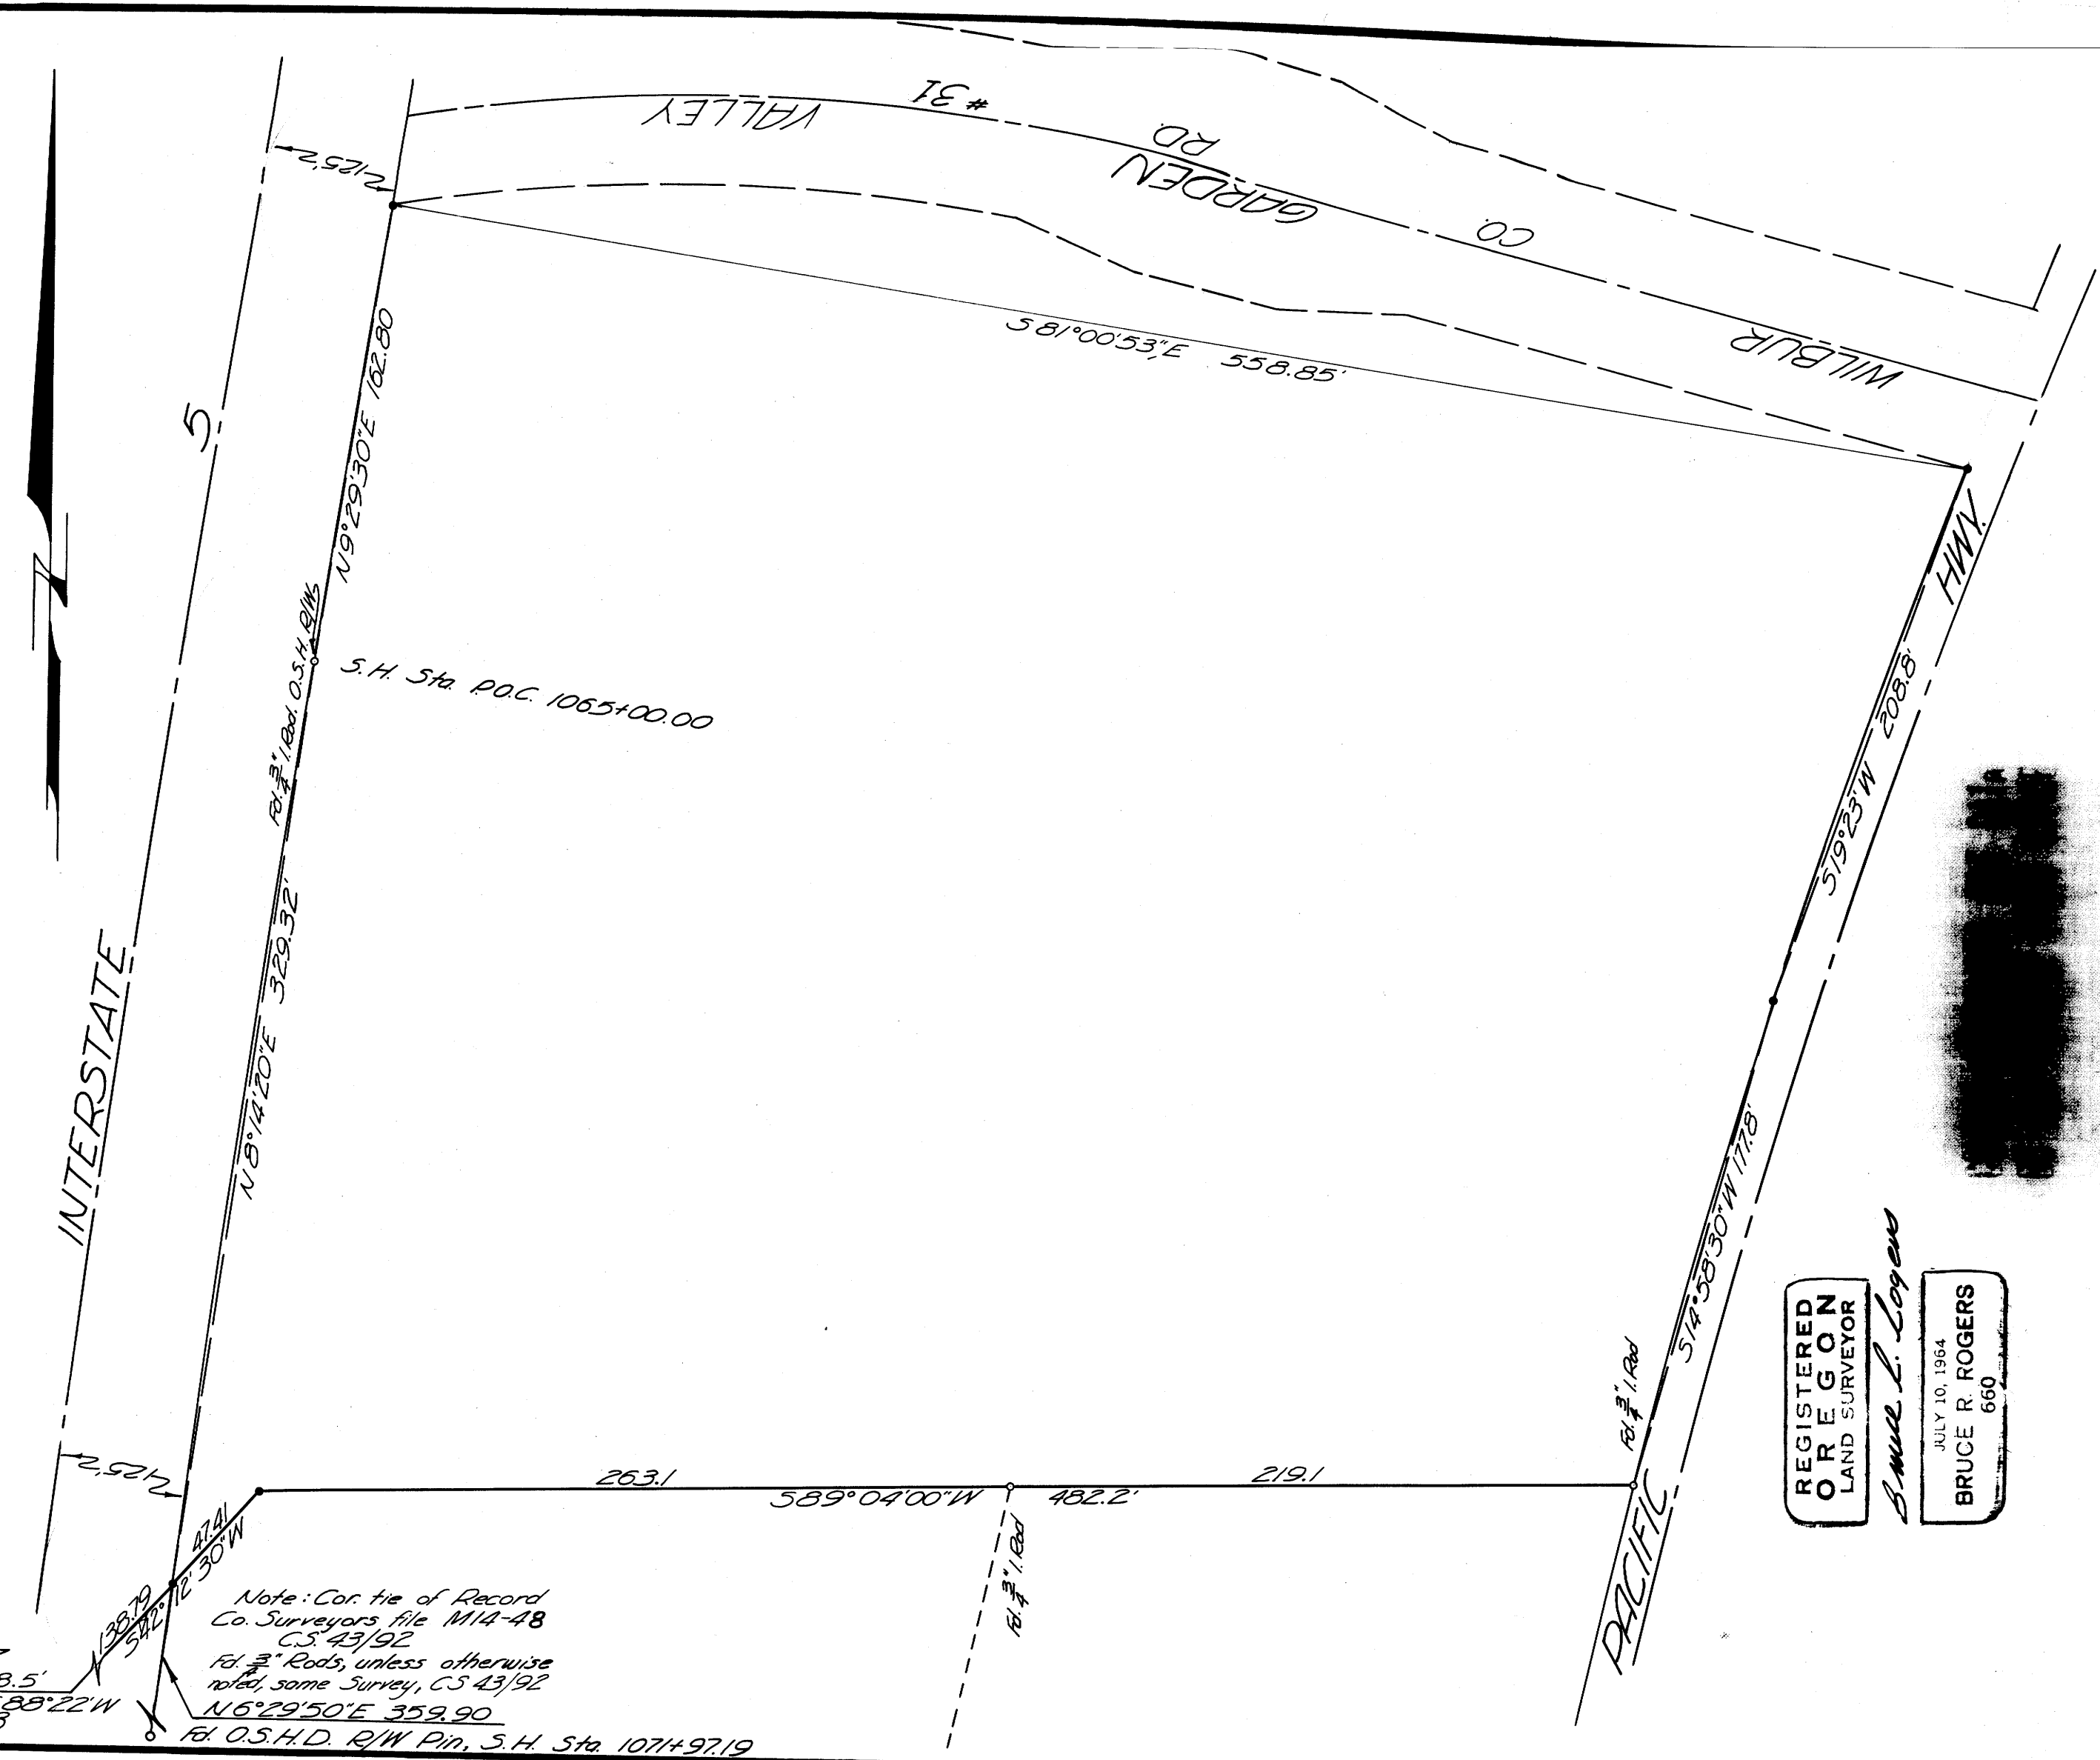 VALLEY
# 31
GARDEN
RD.
CO.
WILBUR
125'±
5
N9°29'30"E 162.80
S 81°00'53"E 558.85'
HWY.
Fd. 3/4" I.Rod. O.S.H. R/W
S.H. Sta. P.O.C. 1065+00.00
S19°23'W 208.8'
INTERSTATE
N8°14'20"E 329.32'
S14°58'30"W 177.8'
Fd. 3/4" I.Rod
PACIFIC
125'±
263.1
219.1
S89°04'00"W 482.2'
Fd. 3/4" I.Rod
47.41
138.79
S42°12'30"W
Note: Cor. tie of Record
Co. Surveyors file M14-48
C.S. 43/92
Fd. 3/4" Rods, unless otherwise
noted, same Survey, CS 43/92
N6°29'50"E 359.90
Fd. O.S.H.D. R/W Pin, S.H. Sta. 1071+97.19
8.5'
88°22'W
REGISTERED
OREGON
LAND SURVEYOR
Bruce R. Rogers
JULY 10, 1964
BRUCE R. ROGERS
660